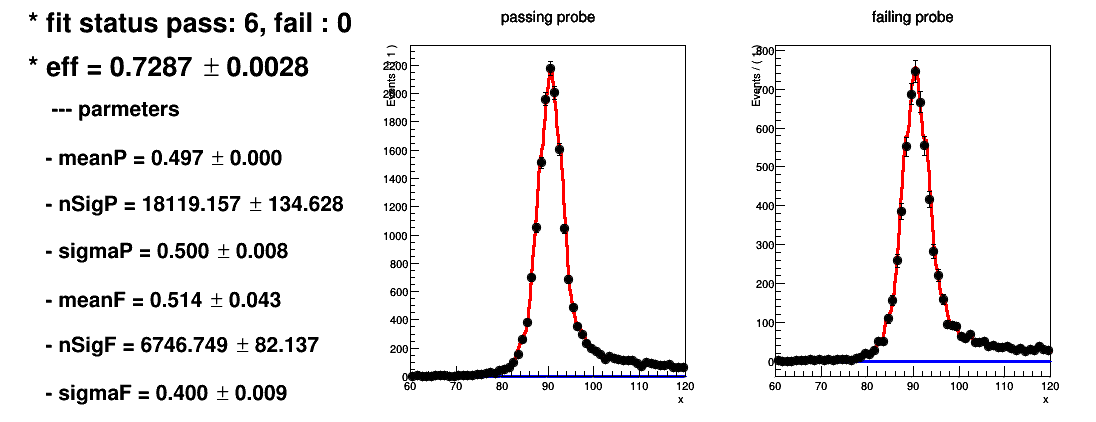 * fit status pass: 6, fail : 0
* eff = 0.7287 ± 0.0028
--- parmeters
- meanP = 0.497 ± 0.000
- nSigP = 18119.157 ± 134.628
- sigmaP = 0.500 ± 0.008
- meanF = 0.514 ± 0.043
- nSigF = 6746.749 ± 82.137
- sigmaF = 0.400 ± 0.009
passing probe
2200
2000
1800
1600
1400
1200
1000
800
600
400
200
0
60 70 80 90 100 110 120
x
failing probe
Events / (
800
700
600
500
400
300
200
100
0
60 70 80 90 100 110 120
x